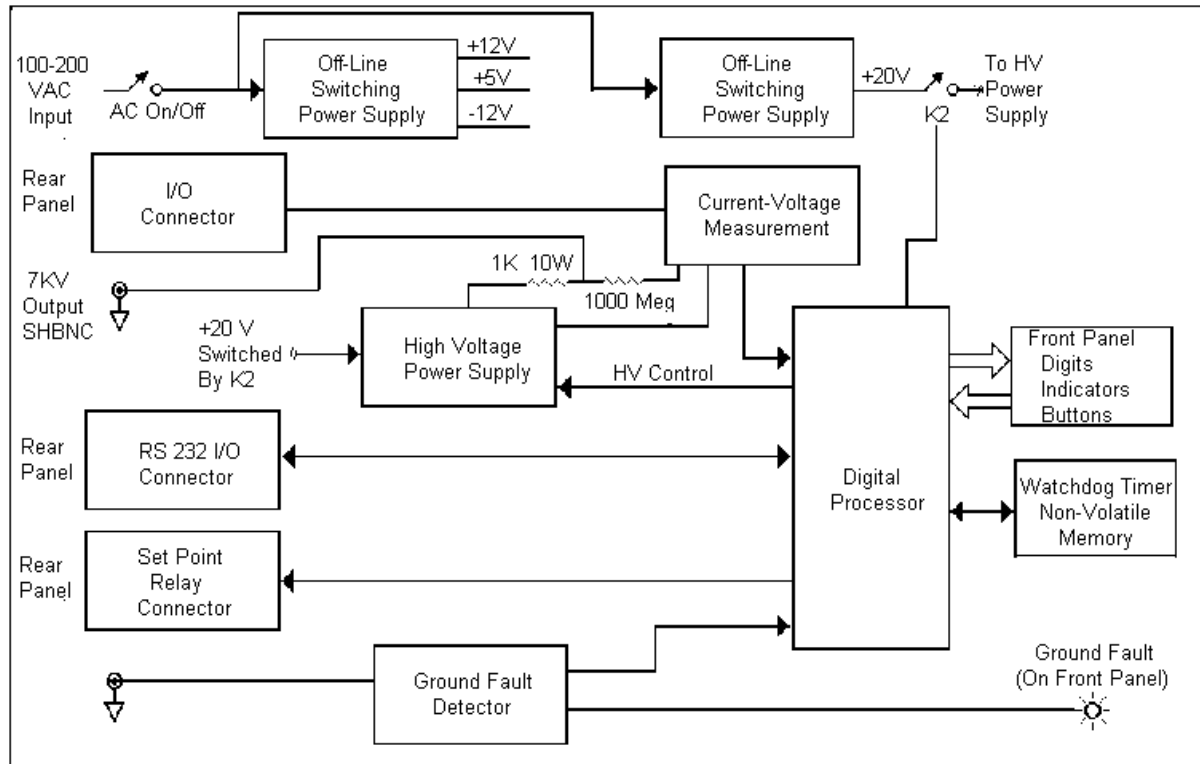 100-200
VAC
Input
AC On/Off
Off-Line
Switching
Power Supply
+12V
+5V
-12V
Off-Line
Switching
Power Supply
+20V
K2
To HV
Power
Supply
Rear
Panel
I/O
Connector
Current-Voltage
Measurement
7KV
Output
SHBNC
1K 10W
1000 Meg
+20 V
Switched
By K2
High Voltage
Power Supply
HV Control
Front Panel
Digits
Indicators
Buttons
Rear
Panel
RS 232 I/O
Connector
Digital
Processor
Watchdog Timer
Non-Volatile
Memory
Rear
Panel
Set Point
Relay
Connector
Ground Fault
Detector
Ground Fault
(On Front Panel)